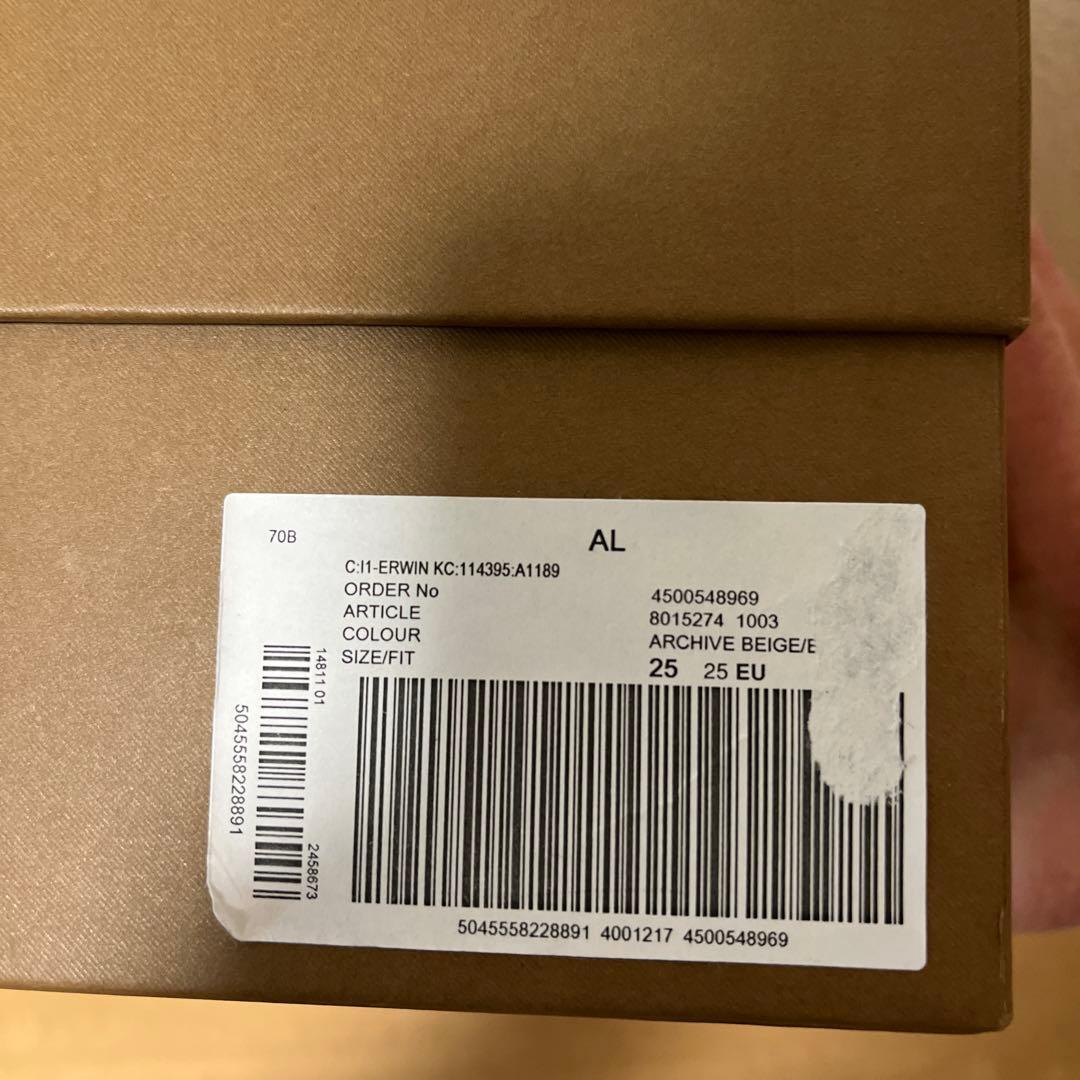 70B
AL
C:I1-ERWIN KC:114395:A1189
ORDER No 4500548969
ARTICLE 8015274 1003
COLOUR ARCHIVE BEIGE/
SIZE/FIT 25 25 EU
14811 01
5045558228891
2458673
5045558228891 4001217 4500548969